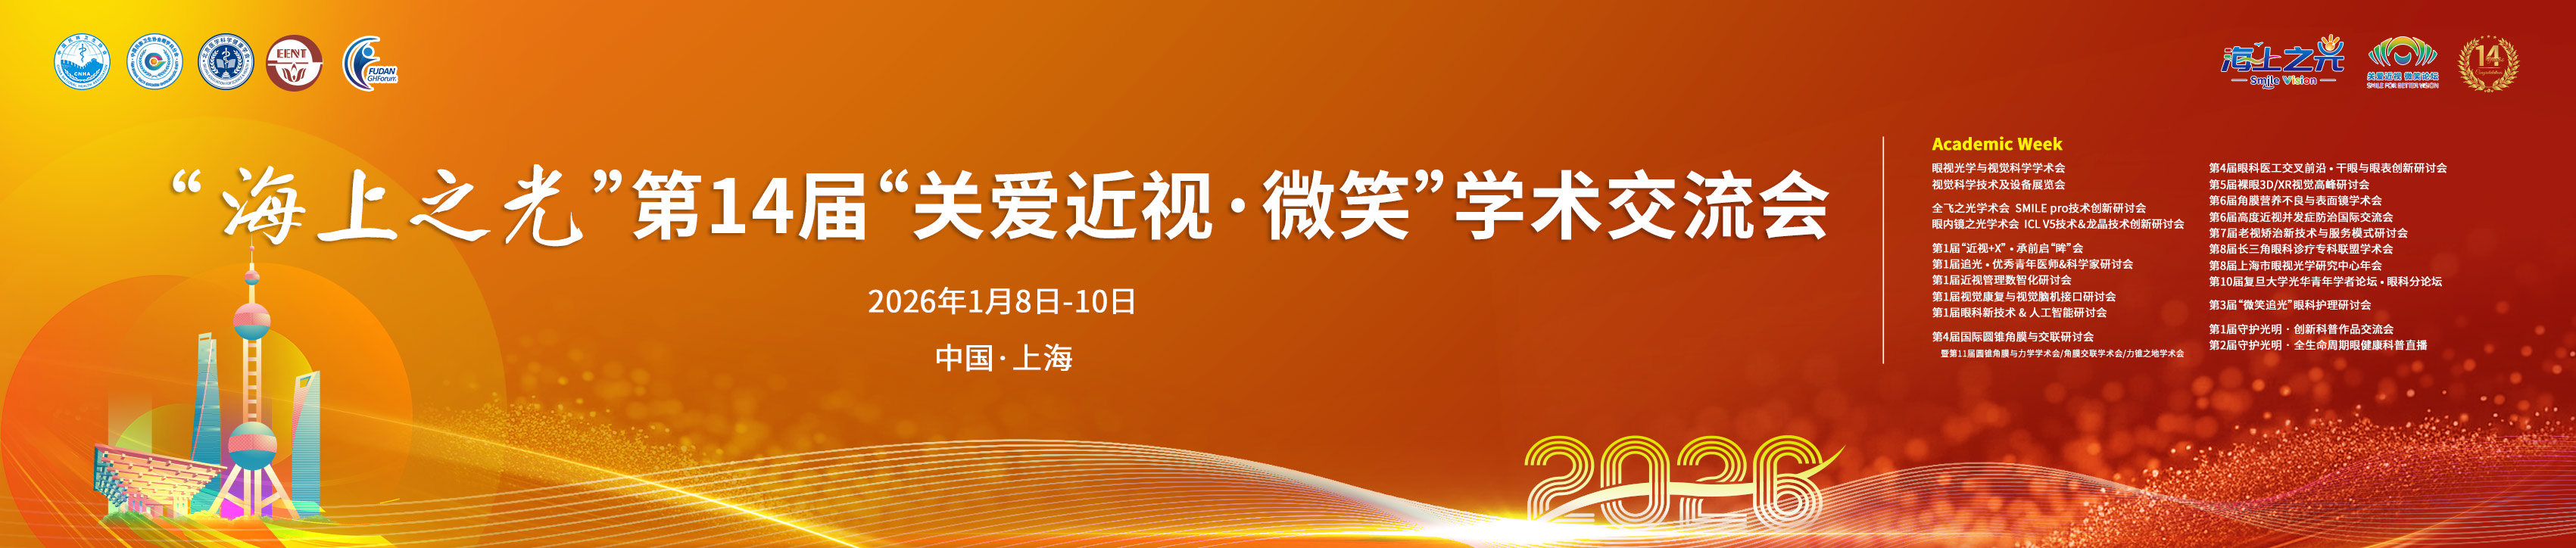 CNHA
EENT
FUDAN
GHForum
海上之光
Smile Vision
关爱近视 微笑论坛
SMILE FOR BETTER VISION
14
“海上之光”第14届“关爱近视·微笑”学术交流会
2026年1月8日-10日
中国·上海
Academic Week
眼视光学与视觉科学学术会
视觉科学技术及设备展览会
全飞之光学术会 SMILE pro技术创新研讨会
眼内镜之光学术会 ICL V5技术&龙晶技术创新研讨会
第1届“近视+X”•承前启“眸”会
第1届追光•优秀青年医师&科学家研讨会
第1届近视管理数智化研讨会
第1届视觉康复与视觉脑机接口研讨会
第1届眼科新技术 & 人工智能研讨会
第4届国际圆锥角膜与交联研讨会
暨第11届圆锥角膜与力学学术会/角膜交联学术会/力锥之地学术会
第4届眼科医工交叉前沿•干眼与眼表创新研讨会
第5届裸眼3D/XR视觉高峰研讨会
第6届角膜营养不良与表面镜学术会
第6届高度近视并发症防治国际交流会
第7届老视矫治新技术与服务模式研讨会
第8届长三角眼科诊疗专科联盟学术会
第8届上海市眼视光学研究中心年会
第10届复旦大学光华青年学者论坛•眼科分论坛
第3届“微笑追光”眼科护理研讨会
第1届守护光明·创新科普作品交流会
第2届守护光明·全生命周期眼健康科普直播
2026